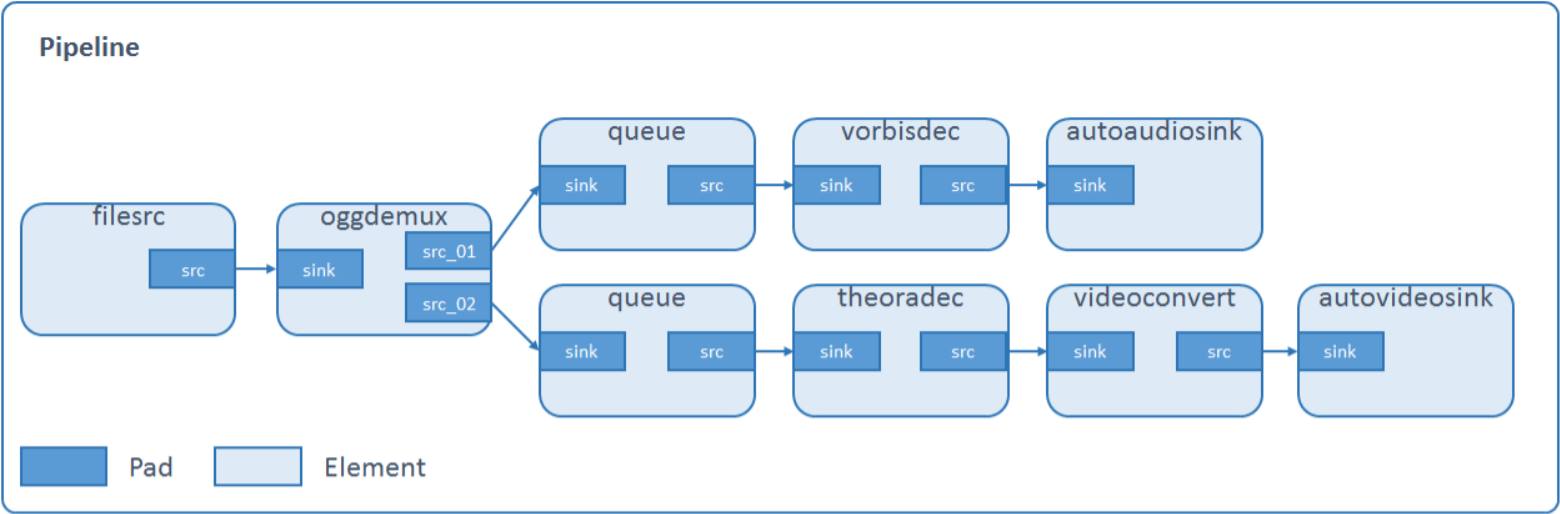 Pipeline
queue
vorbisdec
autoaudiosink
sink
src
sink
src
sink
filesrc
oggdemux
src
sink
src_01
src_02
queue
theoradec
videoconvert
autovideosink
sink
src
sink
src
sink
src
sink
Pad
Element